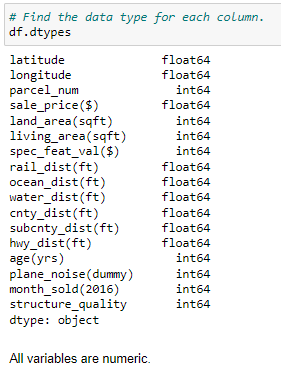 # Find the data type for each column.
df.dtypes
latitude float64
longitude float64
parcel_num int64
sale_price($) float64
land_area(sqft) int64
living_area(sqft) int64
spec_feat_val($) int64
rail_dist(ft) float64
ocean_dist(ft) float64
water_dist(ft) float64
cnty_dist(ft) float64
subcnty_dist(ft) float64
hwy_dist(ft) float64
age(yrs) int64
plane_noise(dummy) int64
month_sold(2016) int64
structure_quality int64
dtype: object
All variables are numeric.